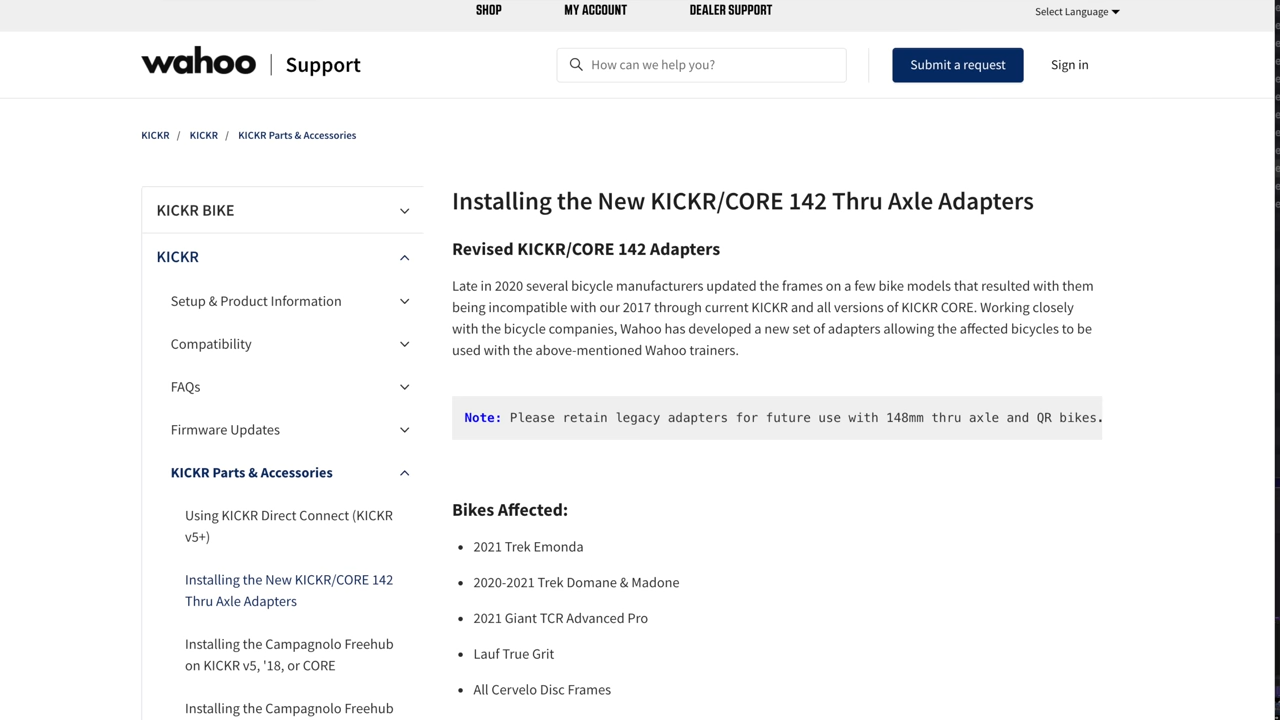 SHOP MY ACCOUNT DEALER SUPPORT Select Language
wahoo Support How can we help you? Submit a request Sign in
KICKR / KICKR / KICKR Parts & Accessories
KICKR BIKE
KICKR
Setup & Product Information
Compatibility
FAQs
Firmware Updates
KICKR Parts & Accessories
Using KICKR Direct Connect (KICKR
v5+)
Installing the New KICKR/CORE 142
Thru Axle Adapters
Installing the Campagnolo Freehub
on KICKR v5, '18, or CORE
Installing the Campagnolo Freehub
Installing the New KICKR/CORE 142 Thru Axle Adapters
Revised KICKR/CORE 142 Adapters
Late in 2020 several bicycle manufacturers updated the frames on a few bike models that resulted with them
being incompatible with our 2017 through current KICKR and all versions of KICKR CORE. Working closely
with the bicycle companies, Wahoo has developed a new set of adapters allowing the affected bicycles to be
used with the above-mentioned Wahoo trainers.
Note: Please retain legacy adapters for future use with 148mm thru axle and QR bikes.
Bikes Affected:
• 2021 Trek Emonda
• 2020-2021 Trek Domane & Madone
• 2021 Giant TCR Advanced Pro
• Lauf True Grit
• All Cervelo Disc Frames